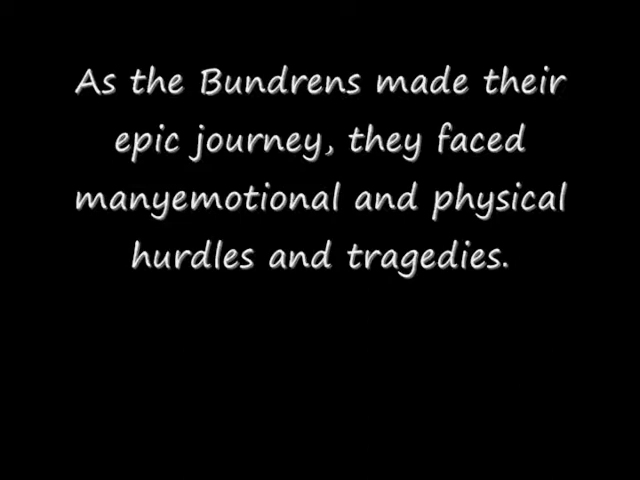 As the Bundrens made their
epic journey, they faced
manyemotional and physical
hurdles and tragedies.